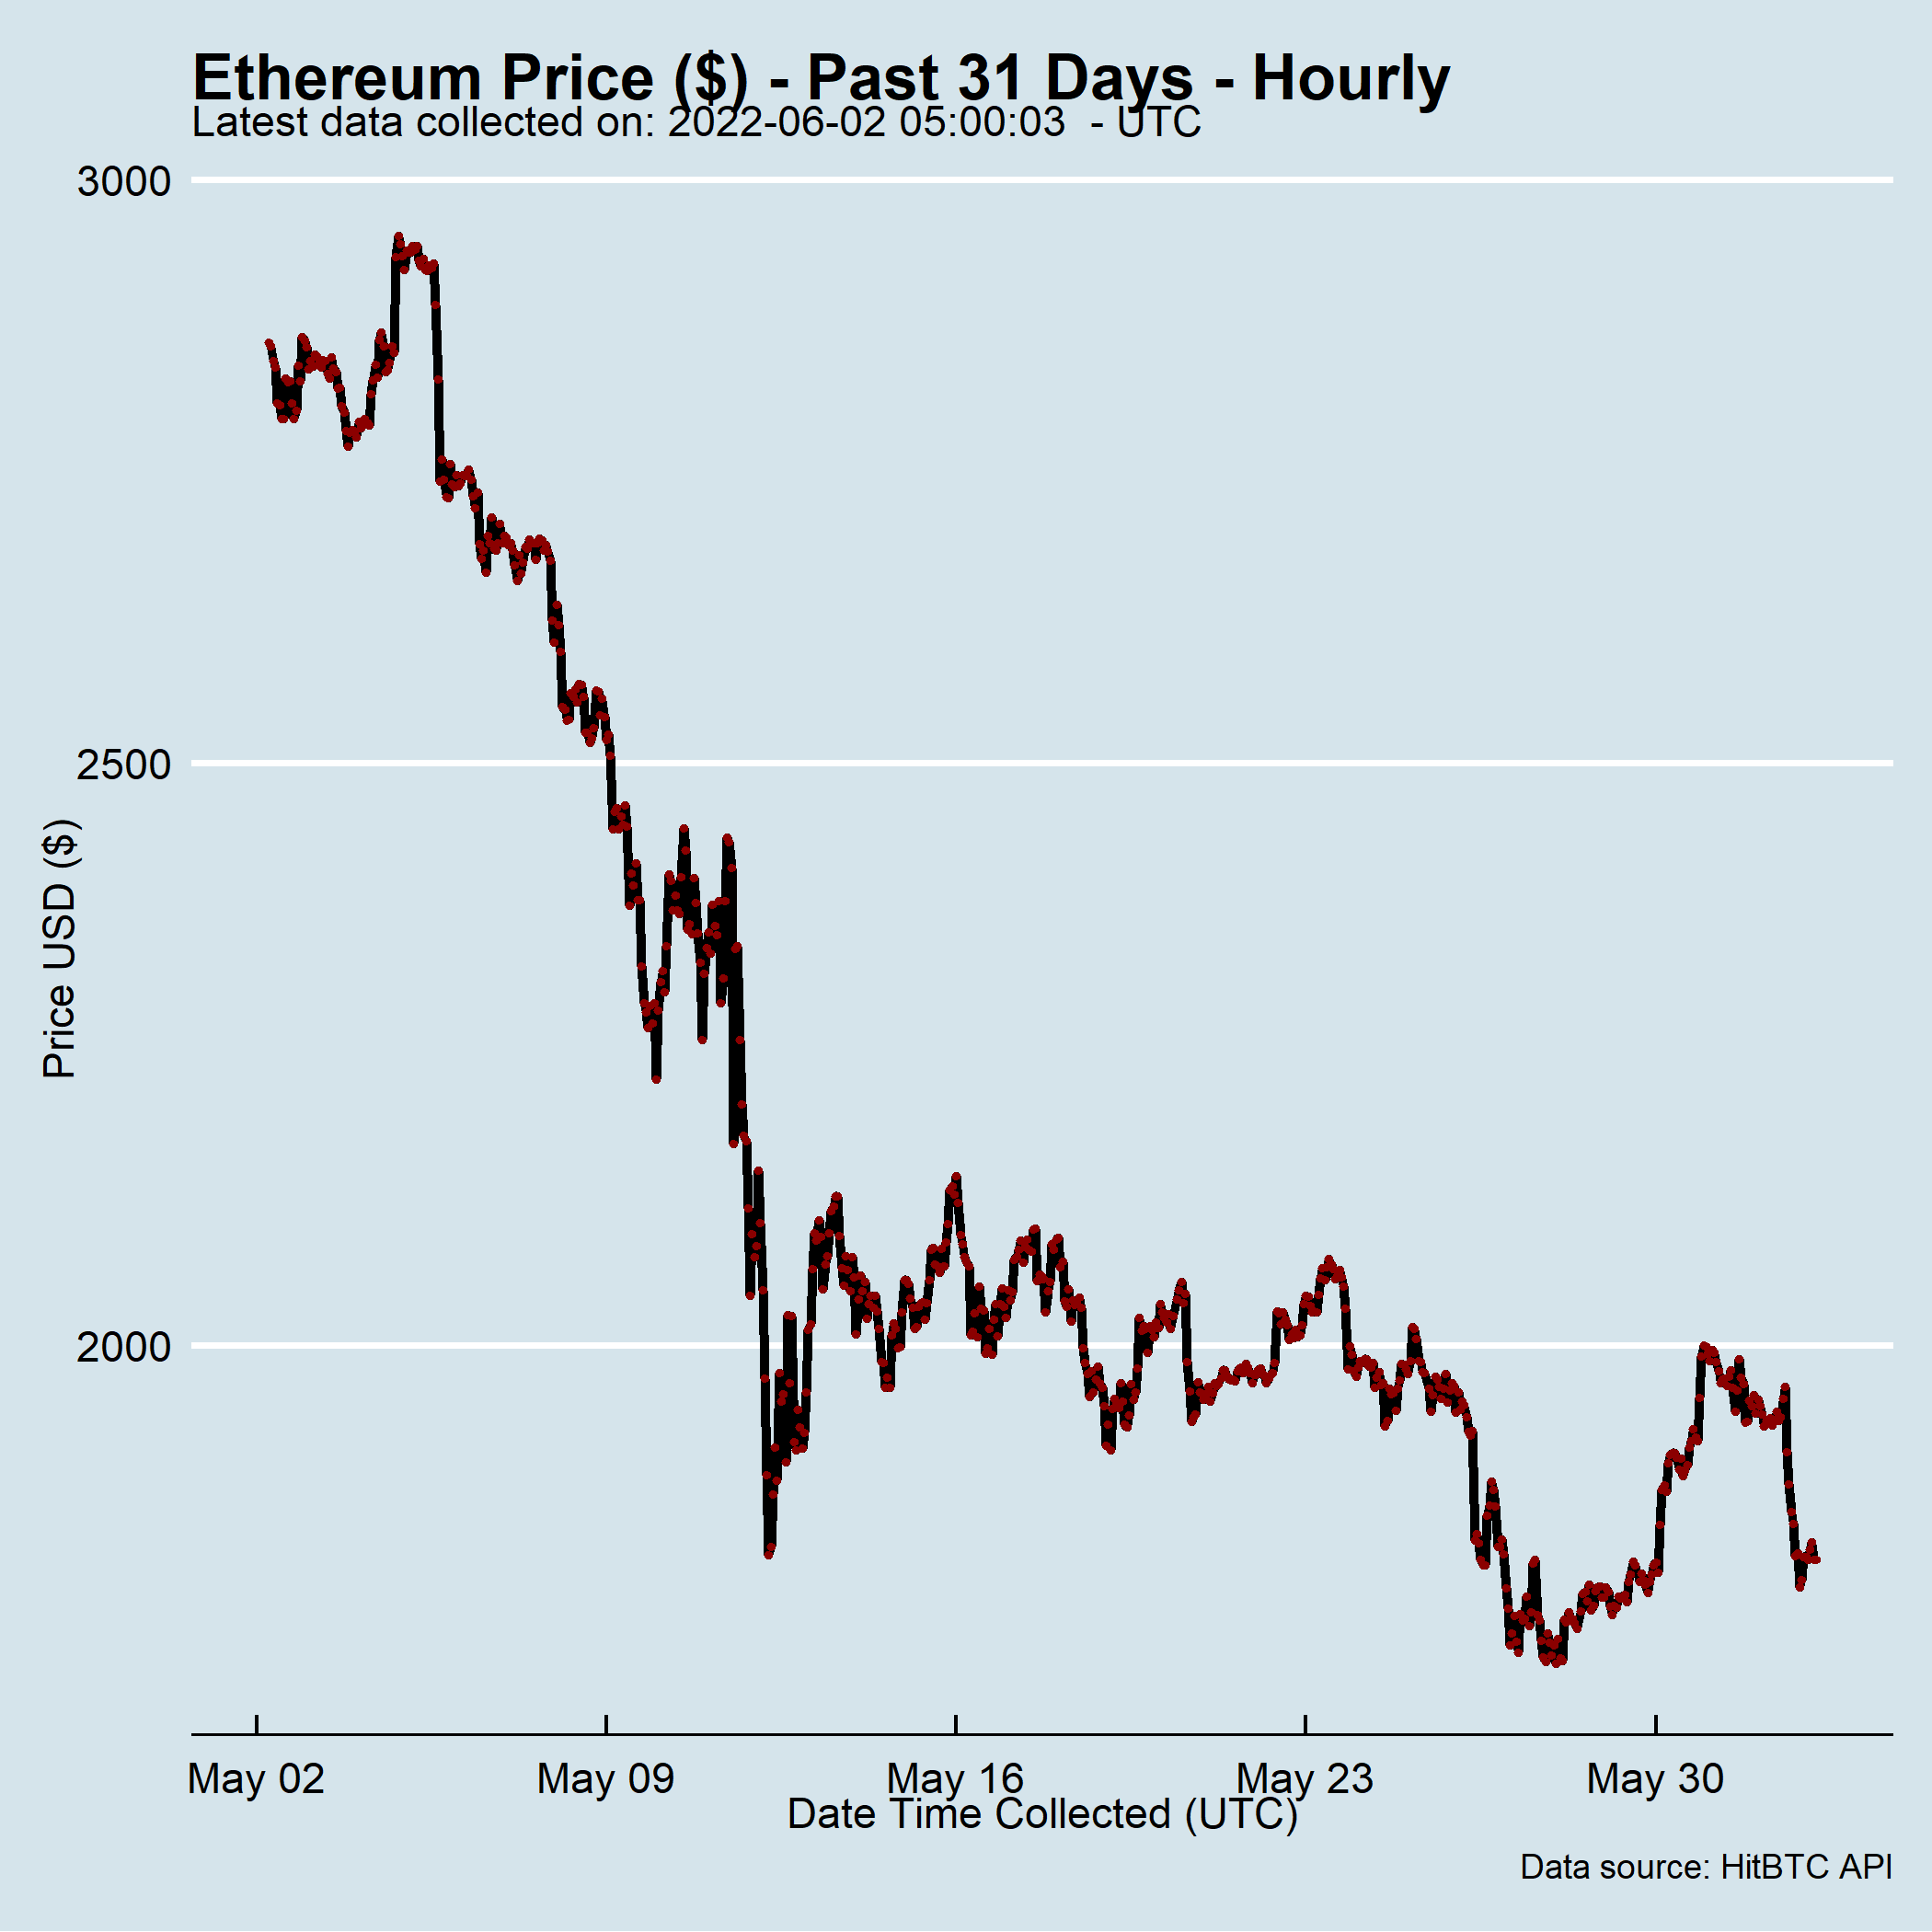 Ethereum Price ($) - Past 31 Days - Hourly
Latest data collected on: 2022-06-02 05:00:03  - UTC
3000
2500
2000
Price USD ($)
May 02 May 09 May 16 May 23 May 30
Date Time Collected (UTC)
Data source: HitBTC API